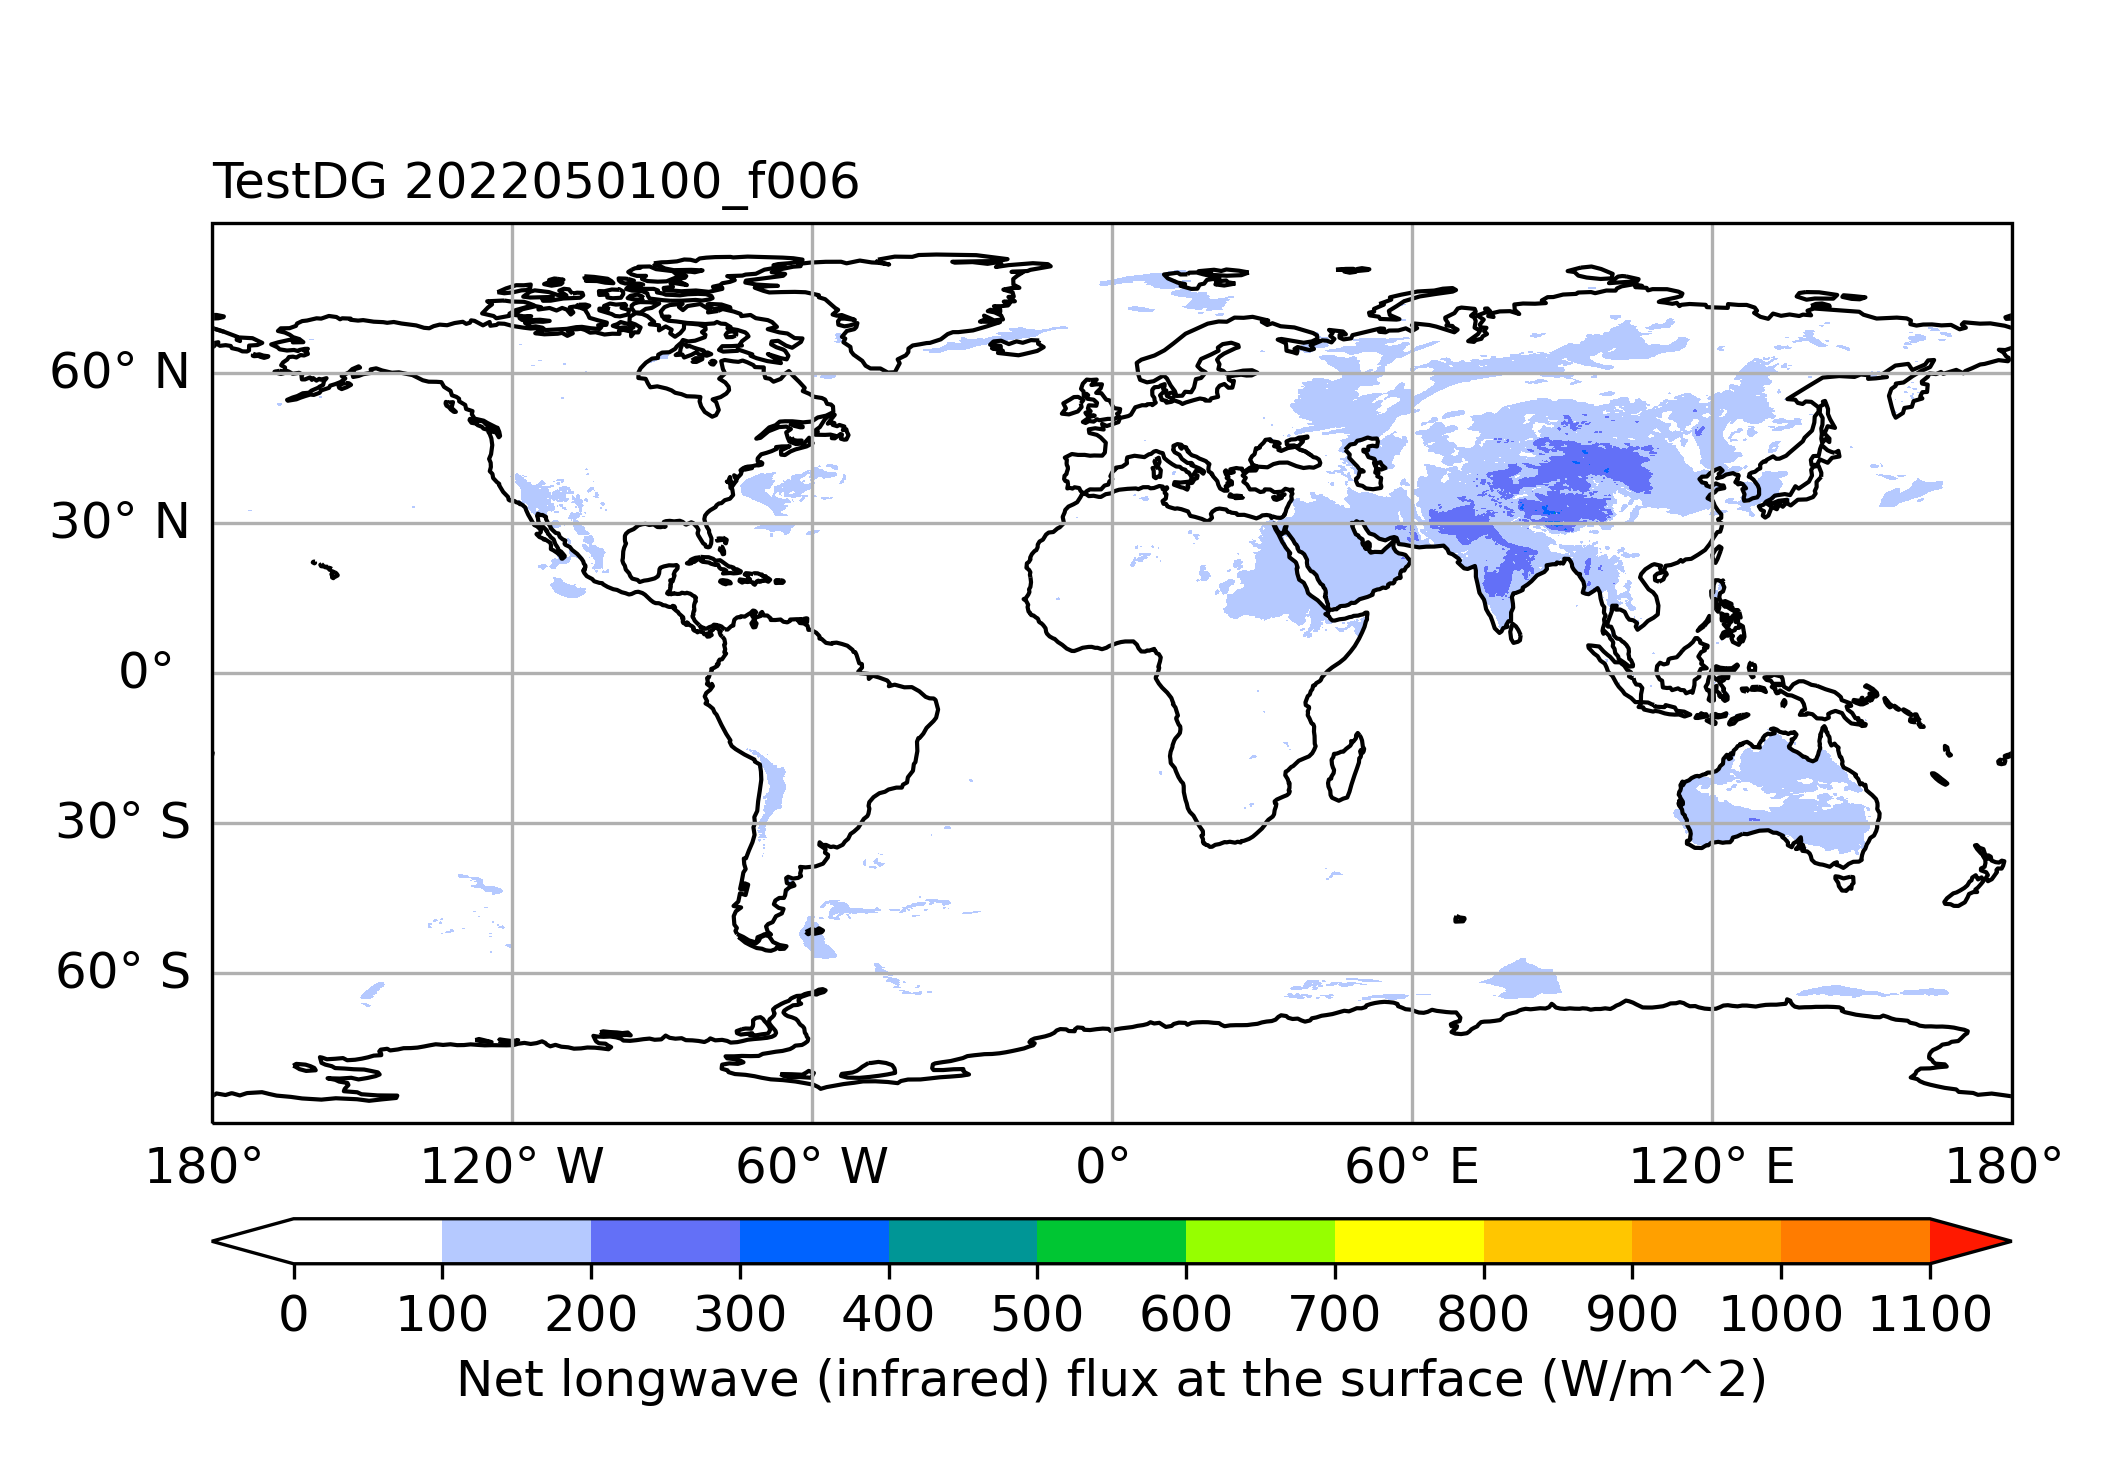 TestDG 2022050100_f006
60° N
30° N
0°
30° S
60° S
180° 120° W 60° W 0° 60° E 120° E 180°
0 100 200 300 400 500 600 700 800 900 1000 1100
Net longwave (infrared) flux at the surface (W/m^2)